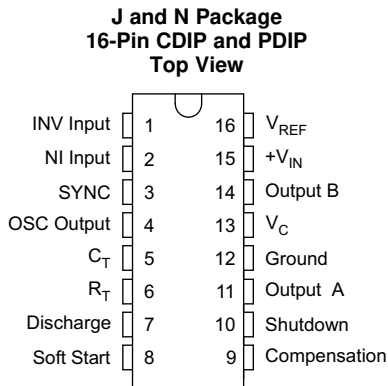 J and N Package
16-Pin CDIP and PDIP
Top View
INV Input 1 16 VREF
NI Input 2 15 +VIN
SYNC 3 14 Output B
OSC Output 4 13 VC
CT 5 12 Ground
RT 6 11 Output A
Discharge 7 10 Shutdown
Soft Start 8 9 Compensation